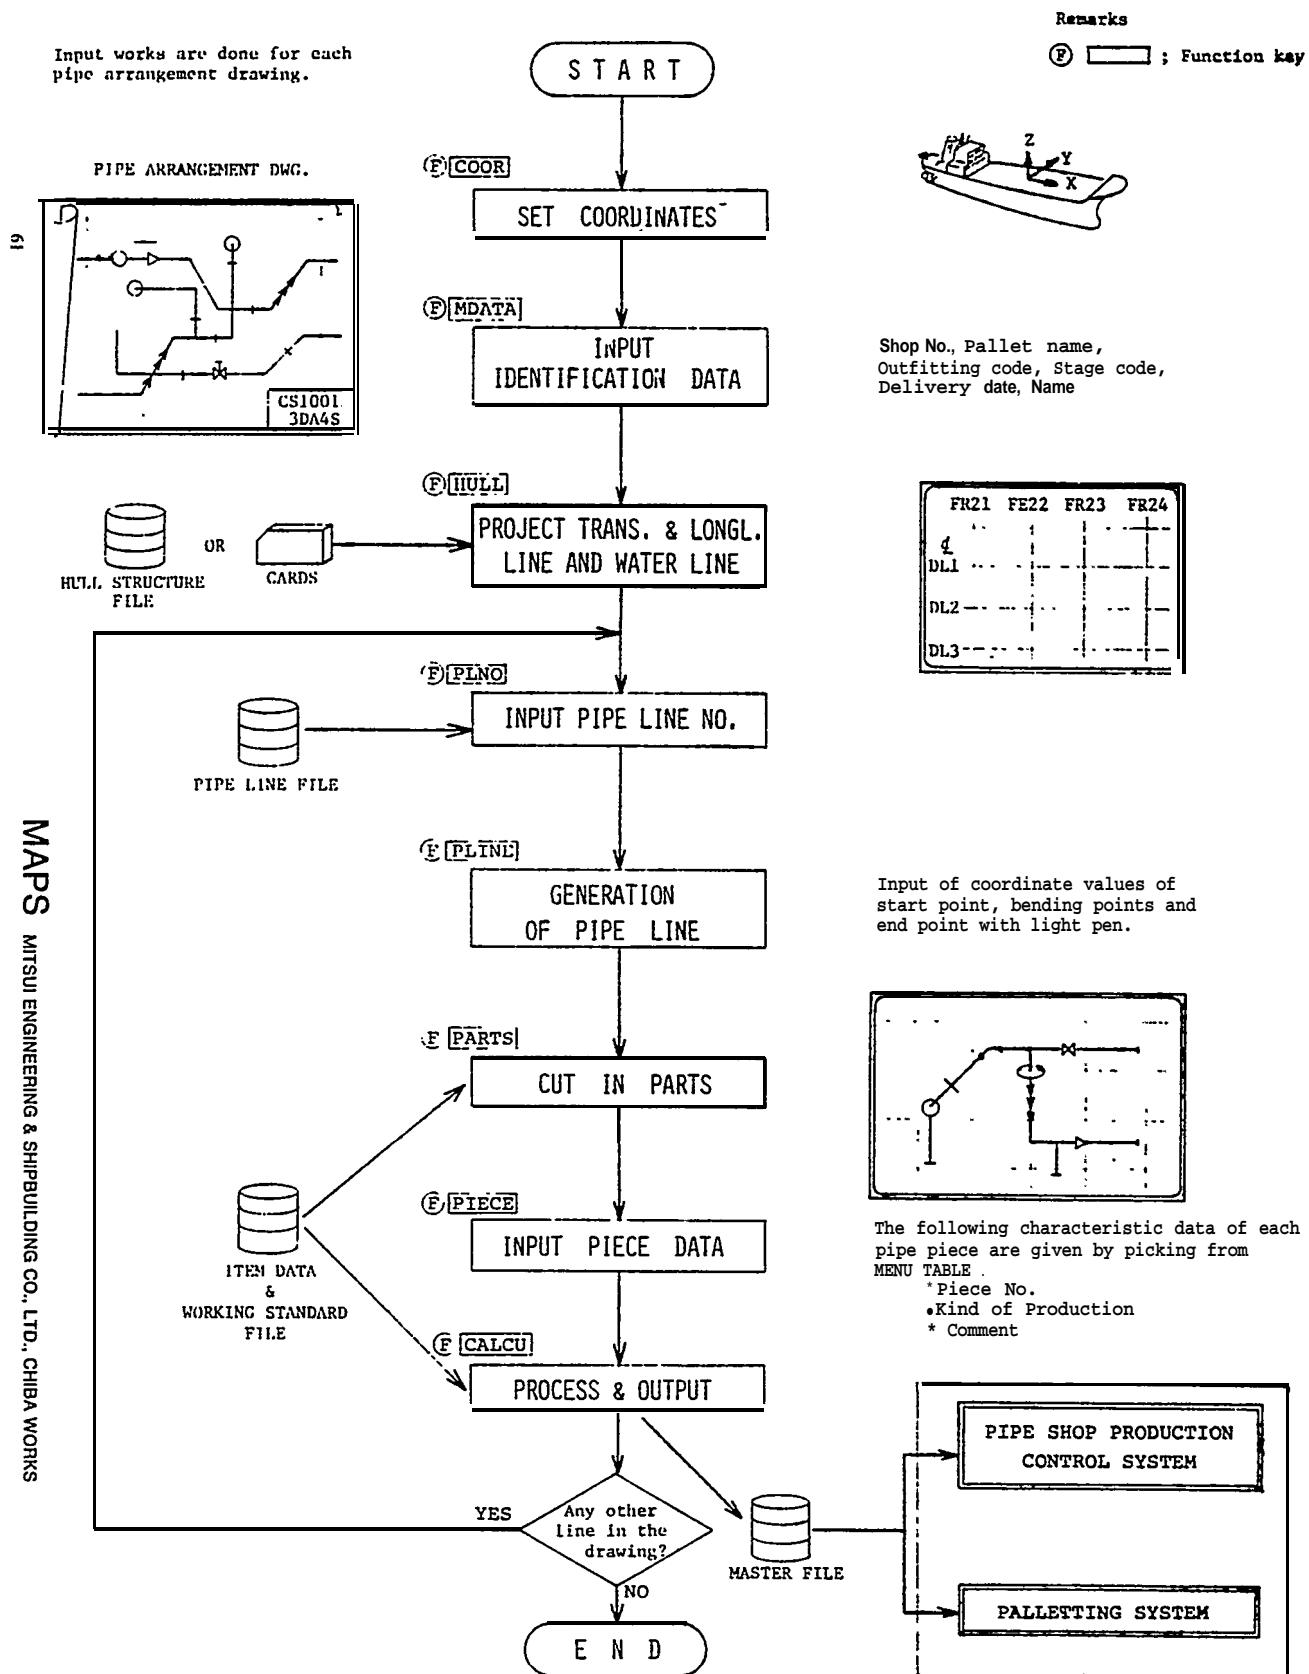 Remarks
Ⓕ ; Function key
Input works are done for each
pipe arrangement drawing.
START
PIPE ARRANGEMENT DWG.
CS1001
3DA4S
19
Ⓕ COOR
SET COORDINATES
Z
Y
X
Ⓕ MDATA
INPUT
IDENTIFICATION DATA
Shop No., Pallet name,
Outfitting code, Stage code,
Delivery date, Name
Ⓕ HULL
PROJECT TRANS. & LONGL.
LINE AND WATER LINE
HULL STRUCTURE
FILE
OR
CARDS
FR21 FE22 FR23 FR24
℄
DL1
DL2
DL3
Ⓕ PLNO
INPUT PIPE LINE NO.
PIPE LINE FILE
Ⓕ PLINE
GENERATION
OF PIPE LINE
Input of coordinate values of
start point, bending points and
end point with light pen.
F PARTS
CUT IN PARTS
Ⓕ PIECE
INPUT PIECE DATA
ITEM DATA
&
WORKING STANDARD
FILE
The following characteristic data of each
pipe piece are given by picking from
MENU TABLE .
* Piece No.
• Kind of Production
* Comment
Ⓕ CALCU
PROCESS & OUTPUT
PIPE SHOP PRODUCTION
CONTROL SYSTEM
YES
Any other
line in the
drawing?
NO
MASTER FILE
PALLETTING SYSTEM
END
MAPS MITSUI ENGINEERING & SHIPBUILDING CO., LTD., CHIBA WORKS